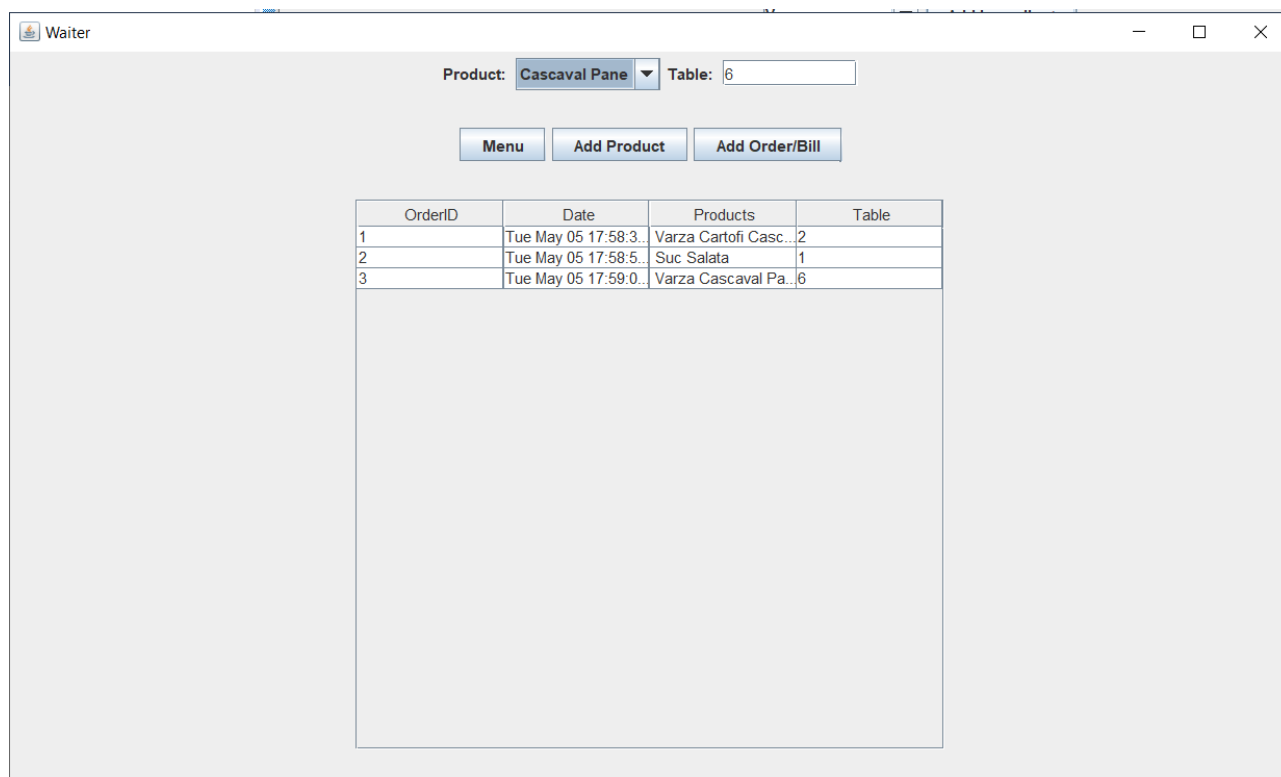 Waiter
Product: Cascaval Pane Table: 6
Menu Add Product Add Order/Bill
OrderID Date Products Table
1 Tue May 05 17:58:3... Varza Cartofi Casc... 2
2 Tue May 05 17:58:5... Suc Salata 1
3 Tue May 05 17:59:0... Varza Cascaval Pa... 6